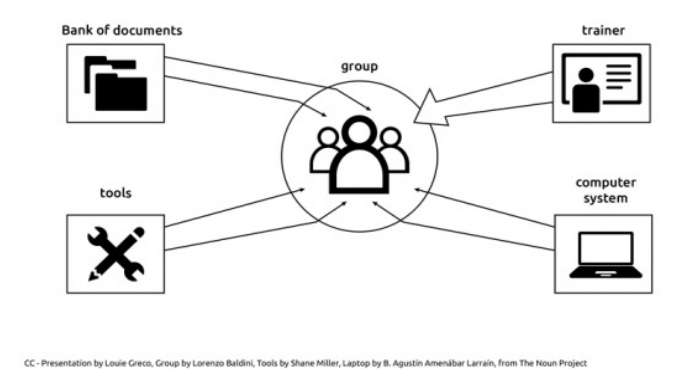 Bank of documents
trainer
group
tools
computer
system
CC - Presentation by Louie Greco, Group by Lorenzo Baldini, Tools by Shane Miller, Laptop by B. Agustín Amenábar Larraín, from The Noun Project